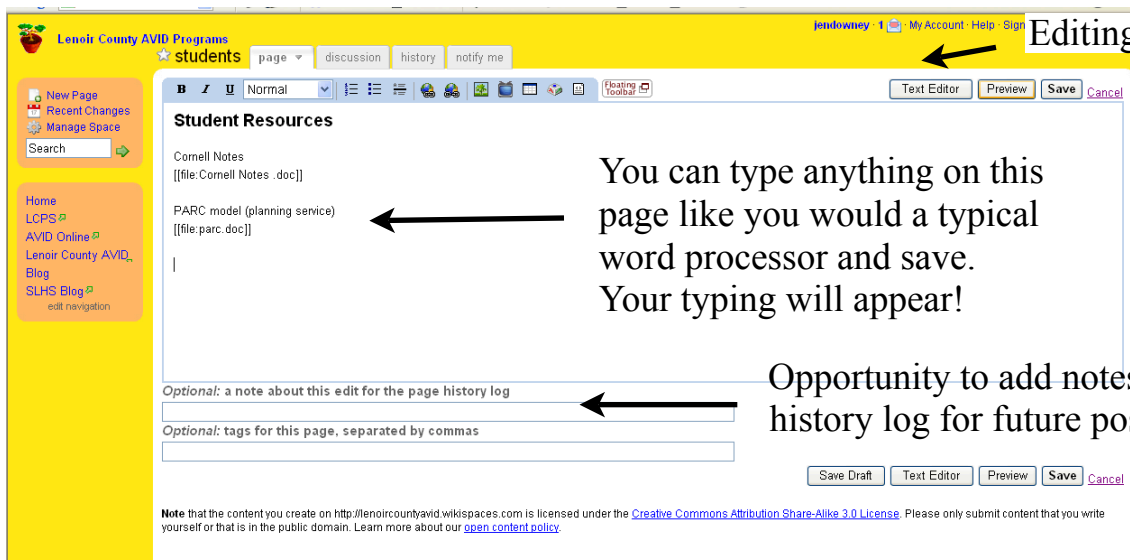 jendowney · 1 · My Account · Help · Sign
Editing
Lenoir County AVID Programs
students page discussion history notify me
New Page
Recent Changes
Manage Space
Search
B I U Normal Floating Toolbar Text Editor Preview Save Cancel
Student Resources
Cornell Notes
[[file:Cornell Notes .doc]]
PARC model (planning service)
[[file:parc.doc]]
You can type anything on this
page like you would a typical
word processor and save.
Your typing will appear!
Home
LCPS
AVID Online
Lenoir County AVID
Blog
SLHS Blog
edit navigation
Opportunity to add notes
history log for future pos
Optional: a note about this edit for the page history log
Optional: tags for this page, separated by commas
Save Draft Text Editor Preview Save Cancel
Note that the content you create on http://lenoircountyavid.wikispaces.com is licensed under the Creative Commons Attribution Share-Alike 3.0 License. Please only submit content that you write
yourself or that is in the public domain. Learn more about our open content policy.